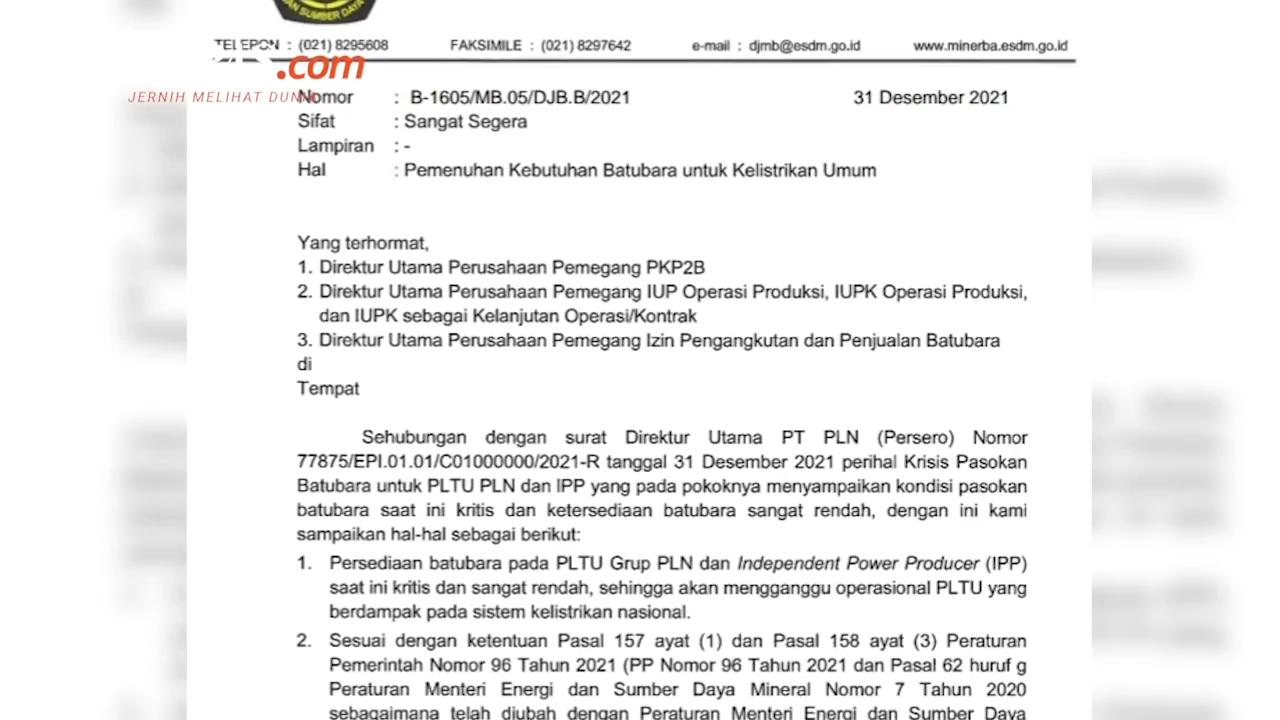 DAN SUMBER DAYA
TELEPON : (021) 8295608 FAKSIMILE : (021) 8297642 e-mail : djmb@esdm.go.id www.minerba.esdm.go.id
.com
JERNIH MELIHAT DUNIA
Nomor : B-1605/MB.05/DJB.B/2021 31 Desember 2021
Sifat : Sangat Segera
Lampiran : -
Hal : Pemenuhan Kebutuhan Batubara untuk Kelistrikan Umum
Yang terhormat,
1. Direktur Utama Perusahaan Pemegang PKP2B
2. Direktur Utama Perusahaan Pemegang IUP Operasi Produksi, IUPK Operasi Produksi,
dan IUPK sebagai Kelanjutan Operasi/Kontrak
3. Direktur Utama Perusahaan Pemegang Izin Pengangkutan dan Penjualan Batubara
di
Tempat
Sehubungan dengan surat Direktur Utama PT PLN (Persero) Nomor
77875/EPI.01.01/C01000000/2021-R tanggal 31 Desember 2021 perihal Krisis Pasokan
Batubara untuk PLTU PLN dan IPP yang pada pokoknya menyampaikan kondisi pasokan
batubara saat ini kritis dan ketersediaan batubara sangat rendah, dengan ini kami
sampaikan hal-hal sebagai berikut:
1. Persediaan batubara pada PLTU Grup PLN dan Independent Power Producer (IPP)
saat ini kritis dan sangat rendah, sehingga akan mengganggu operasional PLTU yang
berdampak pada sistem kelistrikan nasional.
2. Sesuai dengan ketentuan Pasal 157 ayat (1) dan Pasal 158 ayat (3) Peraturan
Pemerintah Nomor 96 Tahun 2021 (PP Nomor 96 Tahun 2021 dan Pasal 62 huruf g
Peraturan Menteri Energi dan Sumber Daya Mineral Nomor 7 Tahun 2020
sebagaimana telah diubah dengan Peraturan Menteri Energi dan Sumber Daya